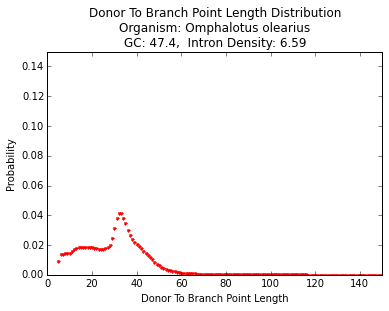 Donor To Branch Point Length Distribution
Organism: Omphalotus olearius
GC: 47.4,  Intron Density: 6.59
0.14
0.12
0.10
0.08
0.06
0.04
0.02
0.00
Probability
0 20 40 60 80 100 120 140
Donor To Branch Point Length